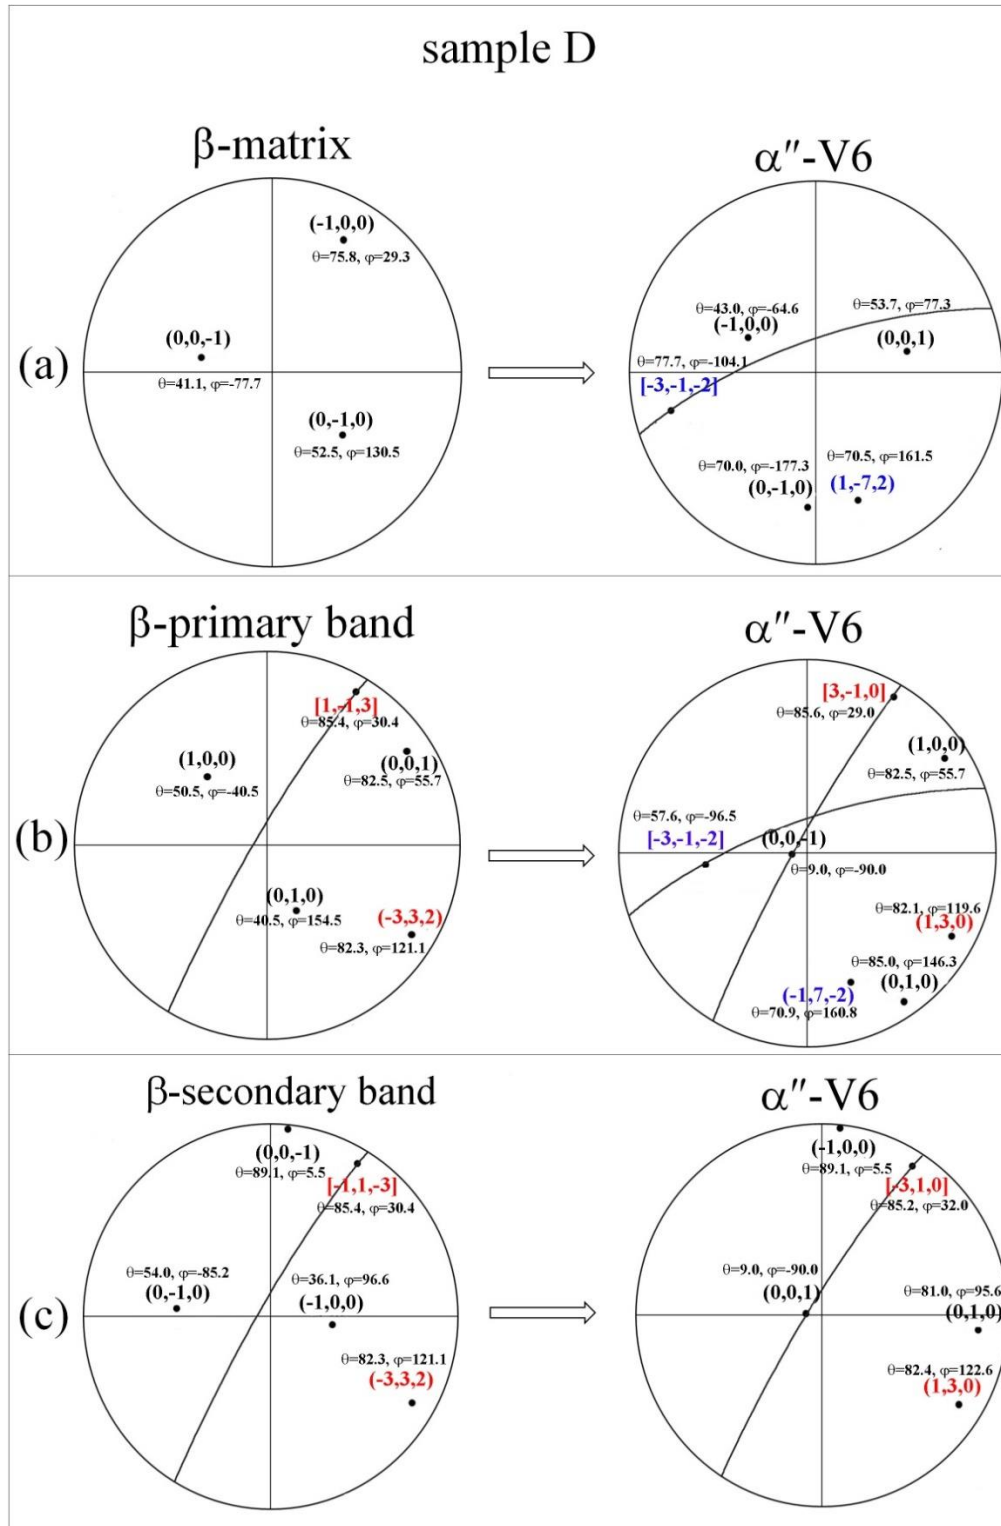 sample D
β-matrix
α″-V6
(a)
(-1,0,0)
θ=75.8, φ=29.3
(0,0,-1)
θ=41.1, φ=-77.7
(0,-1,0)
θ=52.5, φ=130.5
θ=43.0, φ=-64.6
(-1,0,0)
θ=53.7, φ=77.3
(0,0,1)
θ=77.7, φ=-104.1
[-3,-1,-2]
θ=70.0, φ=-177.3
(0,-1,0)
θ=70.5, φ=161.5
(1,-7,2)
β-primary band
α″-V6
(b)
[1,-1,3]
θ=85.4, φ=30.4
(1,0,0)
θ=50.5, φ=-40.5
(0,0,1)
θ=82.5, φ=55.7
(0,1,0)
θ=40.5, φ=154.5
(-3,3,2)
θ=82.3, φ=121.1
[3,-1,0]
θ=85.6, φ=29.0
(1,0,0)
θ=82.5, φ=55.7
θ=57.6, φ=-96.5
[-3,-1,-2]
(0,0,-1)
θ=9.0, φ=-90.0
θ=82.1, φ=119.6
(1,3,0)
θ=85.0, φ=146.3
(0,1,0)
(-1,7,-2)
θ=70.9, φ=160.8
β-secondary band
α″-V6
(c)
(0,0,-1)
θ=89.1, φ=5.5
[-1,1,-3]
θ=85.4, φ=30.4
θ=54.0, φ=-85.2
(0,-1,0)
θ=36.1, φ=96.6
(-1,0,0)
θ=82.3, φ=121.1
(-3,3,2)
(-1,0,0)
θ=89.1, φ=5.5
[-3,1,0]
θ=85.2, φ=32.0
θ=9.0, φ=-90.0
(0,0,1)
θ=81.0, φ=95.6
(0,1,0)
θ=82.4, φ=122.6
(1,3,0)